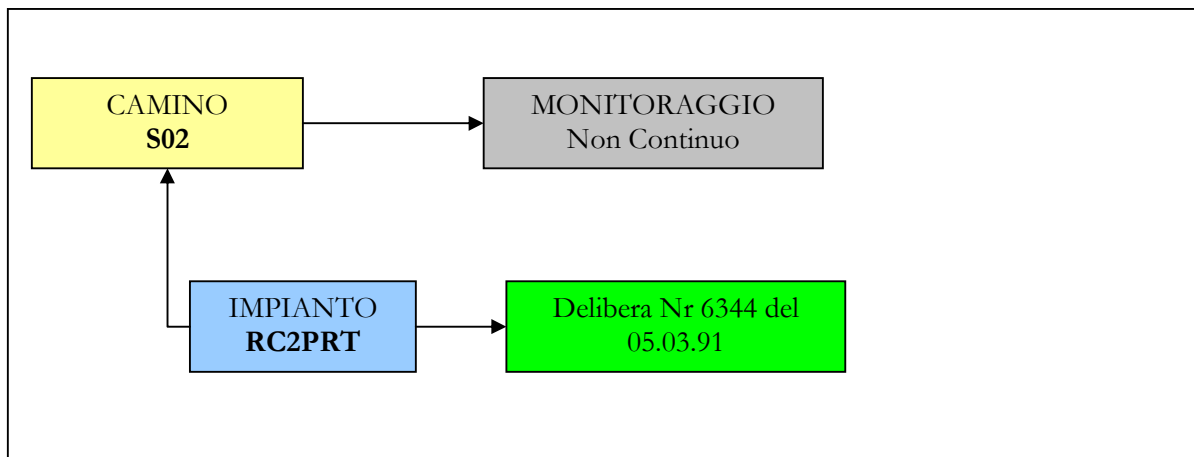 CAMINO
S02
MONITORAGGIO
Non Continuo
IMPIANTO
RC2PRT
Delibera Nr 6344 del
05.03.91